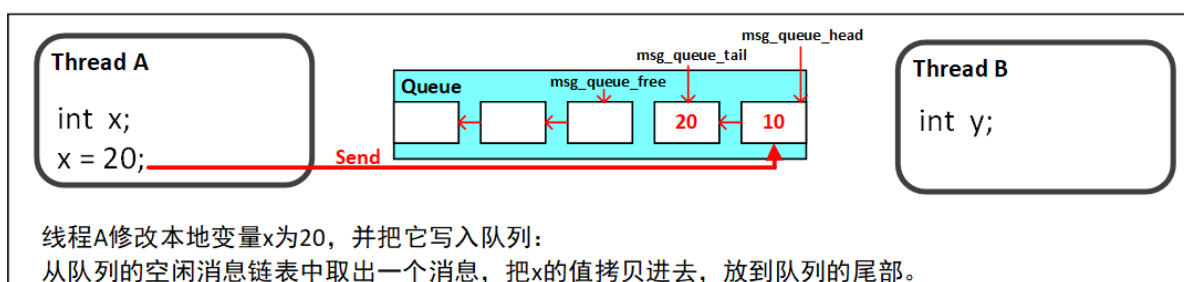 msg_queue_head
Thread A
msg_queue_tail
Thread B
Queue
msg_queue_free
int x;
20
10
int y;
x = 20;
Send
线程A修改本地变量x为20，并把它写入队列：
从队列的空闲消息链表中取出一个消息，把x的值拷贝进去，放到队列的尾部。